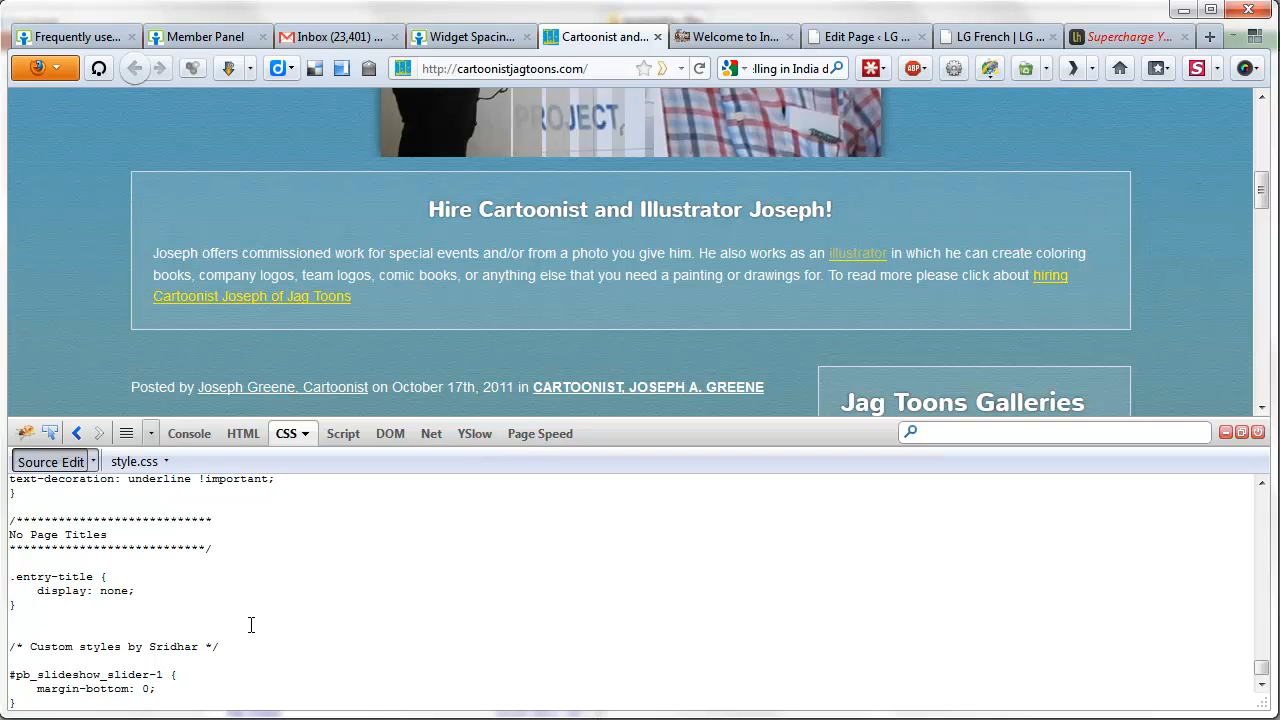 Frequently use...
Member Panel
Inbox (23,401) ...
Widget Spacin...
Cartoonist and...
Welcome to In...
Edit Page ‹ LG ...
LG French | LG ...
Supercharge Y...
http://cartoonistjagtoons.com/
lling in India d
ABP
PROJECT,
Hire Cartoonist and Illustrator Joseph!
Joseph offers commissioned work for special events and/or from a photo you give him. He also works as an illustrator in which he can create coloring
books, company logos, team logos, comic books, or anything else that you need a painting or drawings for. To read more please click about hiring
Cartoonist Joseph of Jag Toons
Posted by Joseph Greene, Cartoonist on October 17th, 2011 in CARTOONIST, JOSEPH A. GREENE
Jag Toons Galleries
Console
HTML
CSS
Script
DOM
Net
YSlow
Page Speed
Source Edit
style.css
text-decoration: underline !important;
}
/****************************
No Page Titles
****************************/
.entry-title {
display: none;
}
/* Custom styles by Sridhar */
#pb_slideshow_slider-1 {
margin-bottom: 0;
}